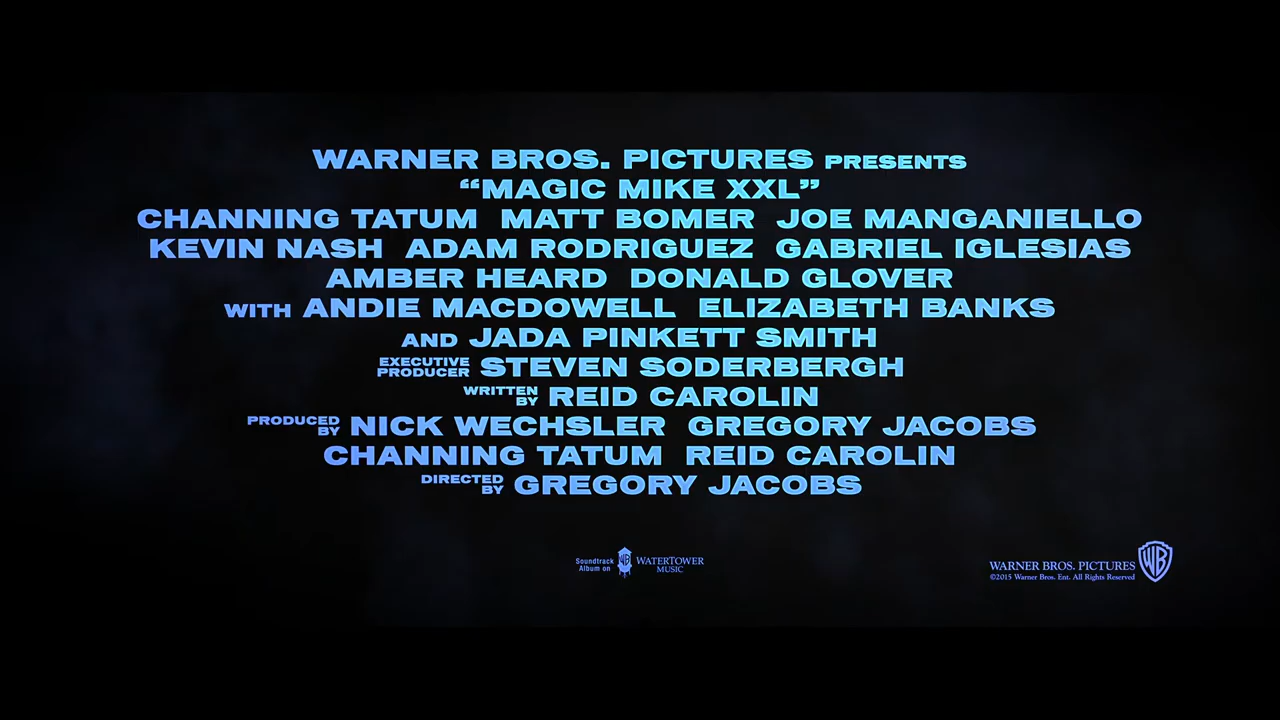 WARNER BROS. PICTURES PRESENTS
“MAGIC MIKE XXL”
CHANNING TATUM MATT BOMER JOE MANGANIELLO
KEVIN NASH ADAM RODRIGUEZ GABRIEL IGLESIAS
AMBER HEARD DONALD GLOVER
WITH ANDIE MACDOWELL ELIZABETH BANKS
AND JADA PINKETT SMITH
EXECUTIVE PRODUCER STEVEN SODERBERGH
WRITTEN BY REID CAROLIN
PRODUCED BY NICK WECHSLER GREGORY JACOBS
CHANNING TATUM REID CAROLIN
DIRECTED BY GREGORY JACOBS
Soundtrack Album on WB WATERTOWER MUSIC
WARNER BROS. PICTURES WB
©2015 Warner Bros. Ent. All Rights Reserved